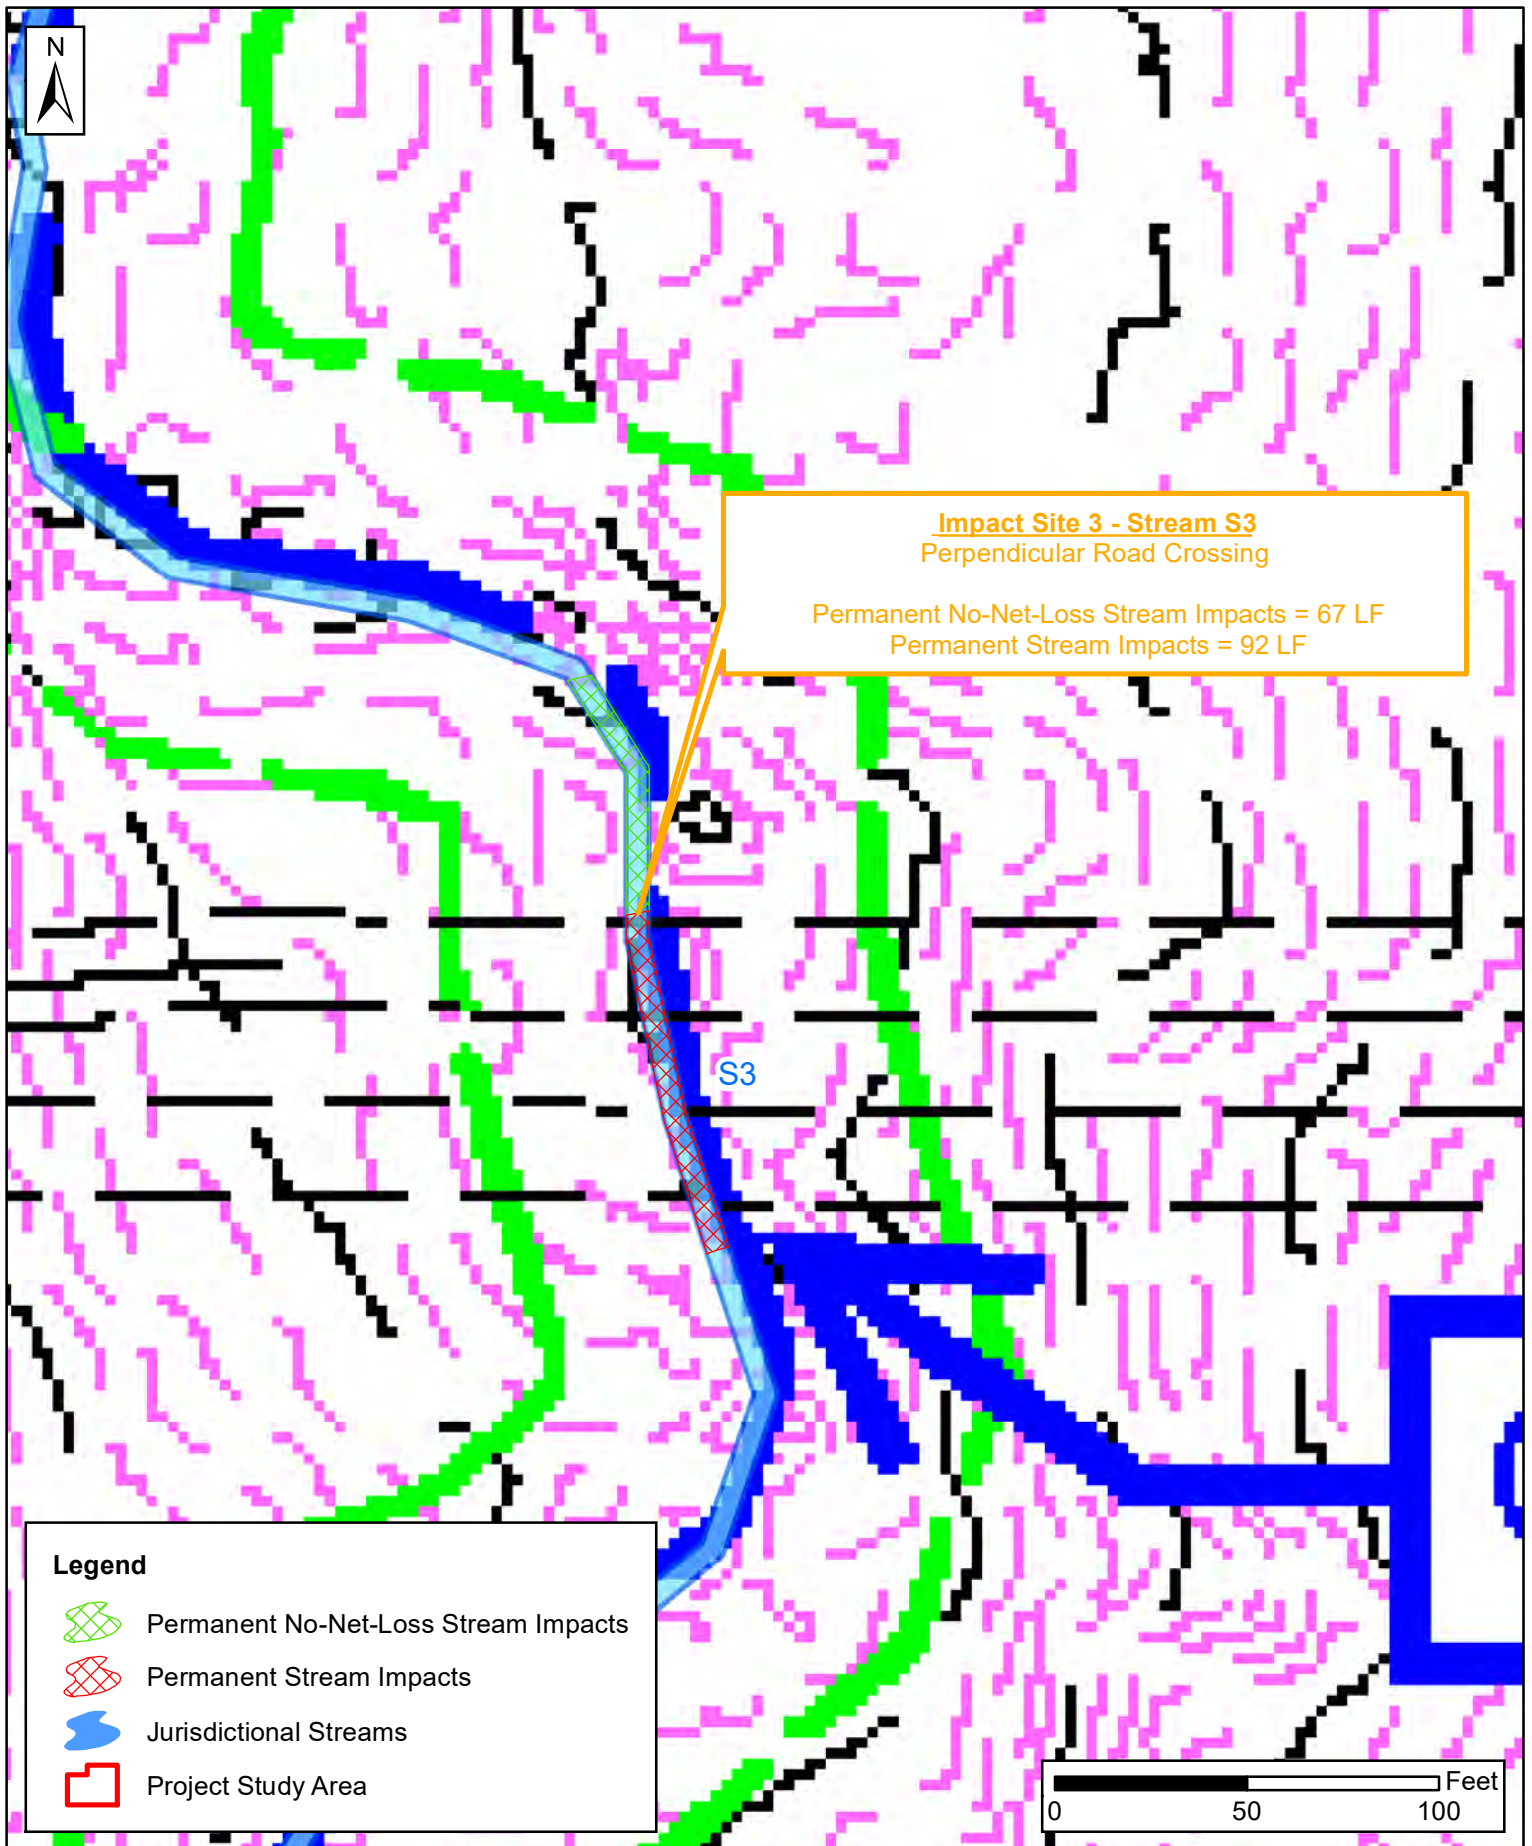 N
Impact Site 3 - Stream S3
Perpendicular Road Crossing
Permanent No-Net-Loss Stream Impacts = 67 LF
Permanent Stream Impacts = 92 LF
S3
Legend
Permanent No-Net-Loss Stream Impacts
Permanent Stream Impacts
Jurisdictional Streams
Project Study Area
Feet
0 50 100